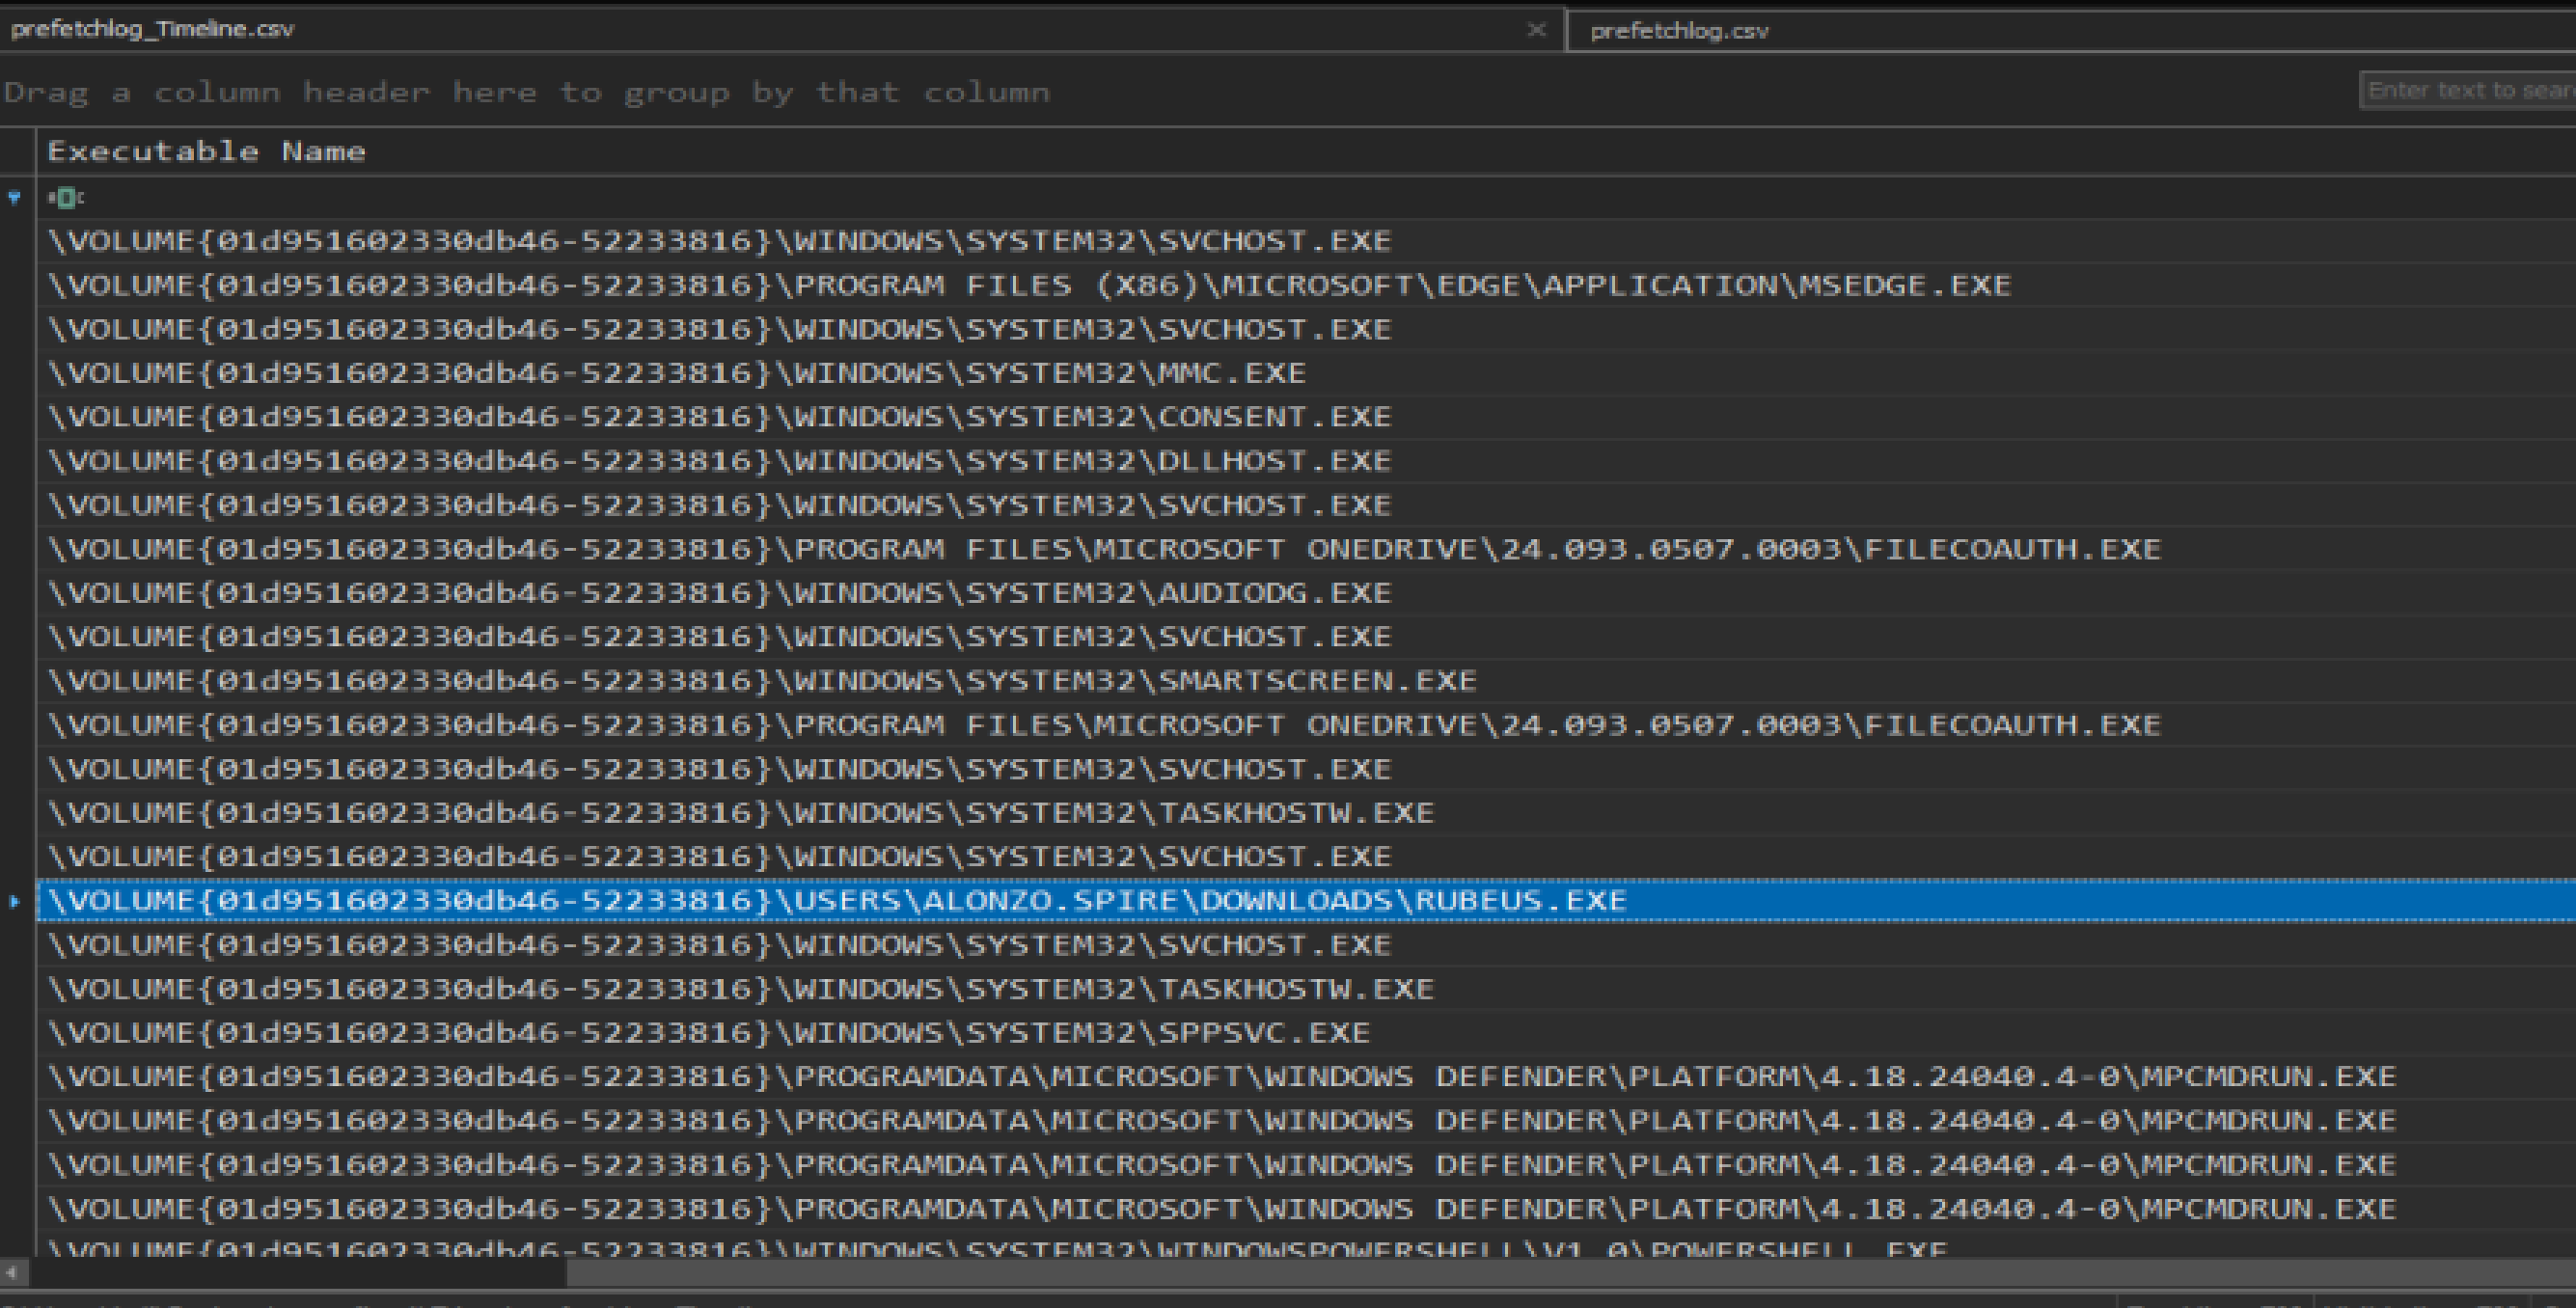 prefetchlog_Timeline.csv
prefetchlog.csv
Drag a column header here to group by that column
Enter text to sear
Executable Name
\VOLUME{01d951602330db46-52233816}\WINDOWS\SYSTEM32\SVCHOST.EXE
\VOLUME{01d951602330db46-52233816}\PROGRAM FILES (X86)\MICROSOFT\EDGE\APPLICATION\MSEDGE.EXE
\VOLUME{01d951602330db46-52233816}\WINDOWS\SYSTEM32\SVCHOST.EXE
\VOLUME{01d951602330db46-52233816}\WINDOWS\SYSTEM32\MMC.EXE
\VOLUME{01d951602330db46-52233816}\WINDOWS\SYSTEM32\CONSENT.EXE
\VOLUME{01d951602330db46-52233816}\WINDOWS\SYSTEM32\DLLHOST.EXE
\VOLUME{01d951602330db46-52233816}\WINDOWS\SYSTEM32\SVCHOST.EXE
\VOLUME{01d951602330db46-52233816}\PROGRAM FILES\MICROSOFT ONEDRIVE\24.093.0507.0003\FILECOAUTH.EXE
\VOLUME{01d951602330db46-52233816}\WINDOWS\SYSTEM32\AUDIODG.EXE
\VOLUME{01d951602330db46-52233816}\WINDOWS\SYSTEM32\SVCHOST.EXE
\VOLUME{01d951602330db46-52233816}\WINDOWS\SYSTEM32\SMARTSCREEN.EXE
\VOLUME{01d951602330db46-52233816}\PROGRAM FILES\MICROSOFT ONEDRIVE\24.093.0507.0003\FILECOAUTH.EXE
\VOLUME{01d951602330db46-52233816}\WINDOWS\SYSTEM32\SVCHOST.EXE
\VOLUME{01d951602330db46-52233816}\WINDOWS\SYSTEM32\TASKHOSTW.EXE
\VOLUME{01d951602330db46-52233816}\WINDOWS\SYSTEM32\SVCHOST.EXE
\VOLUME{01d951602330db46-52233816}\USERS\ALONZO.SPIRE\DOWNLOADS\RUBEUS.EXE
\VOLUME{01d951602330db46-52233816}\WINDOWS\SYSTEM32\SVCHOST.EXE
\VOLUME{01d951602330db46-52233816}\WINDOWS\SYSTEM32\TASKHOSTW.EXE
\VOLUME{01d951602330db46-52233816}\WINDOWS\SYSTEM32\SPPSVC.EXE
\VOLUME{01d951602330db46-52233816}\PROGRAMDATA\MICROSOFT\WINDOWS DEFENDER\PLATFORM\4.18.24040.4-0\MPCMDRUN.EXE
\VOLUME{01d951602330db46-52233816}\PROGRAMDATA\MICROSOFT\WINDOWS DEFENDER\PLATFORM\4.18.24040.4-0\MPCMDRUN.EXE
\VOLUME{01d951602330db46-52233816}\PROGRAMDATA\MICROSOFT\WINDOWS DEFENDER\PLATFORM\4.18.24040.4-0\MPCMDRUN.EXE
\VOLUME{01d951602330db46-52233816}\PROGRAMDATA\MICROSOFT\WINDOWS DEFENDER\PLATFORM\4.18.24040.4-0\MPCMDRUN.EXE
\VOLUME{01d951602330db46-52233816}\WINDOWS\SYSTEM32\WINDOWSPOWERSHELL\V1.0\POWERSHELL.EXE